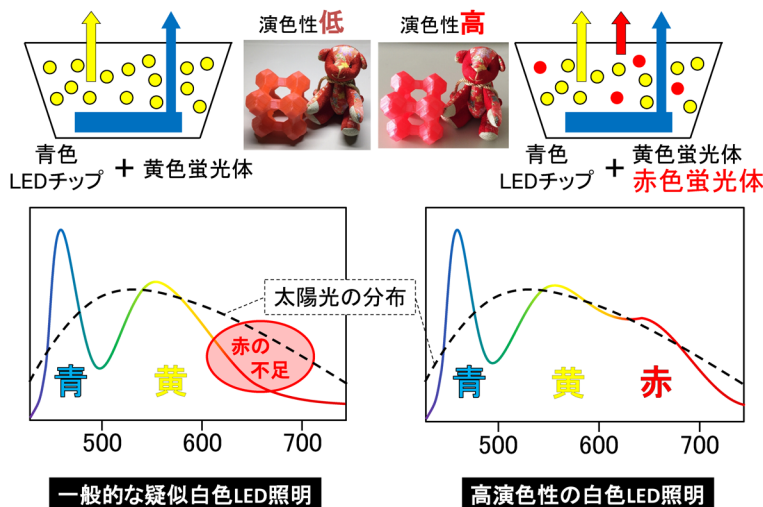 演色性低
演色性高
青色
LEDチップ
+
黄色蛍光体
青色
LEDチップ
+
黄色蛍光体
赤色蛍光体
太陽光の分布
赤の
不足
青
黄
青
黄
赤
500
600
700
500
600
700
一般的な疑似白色LED照明
高演色性の白色LED照明